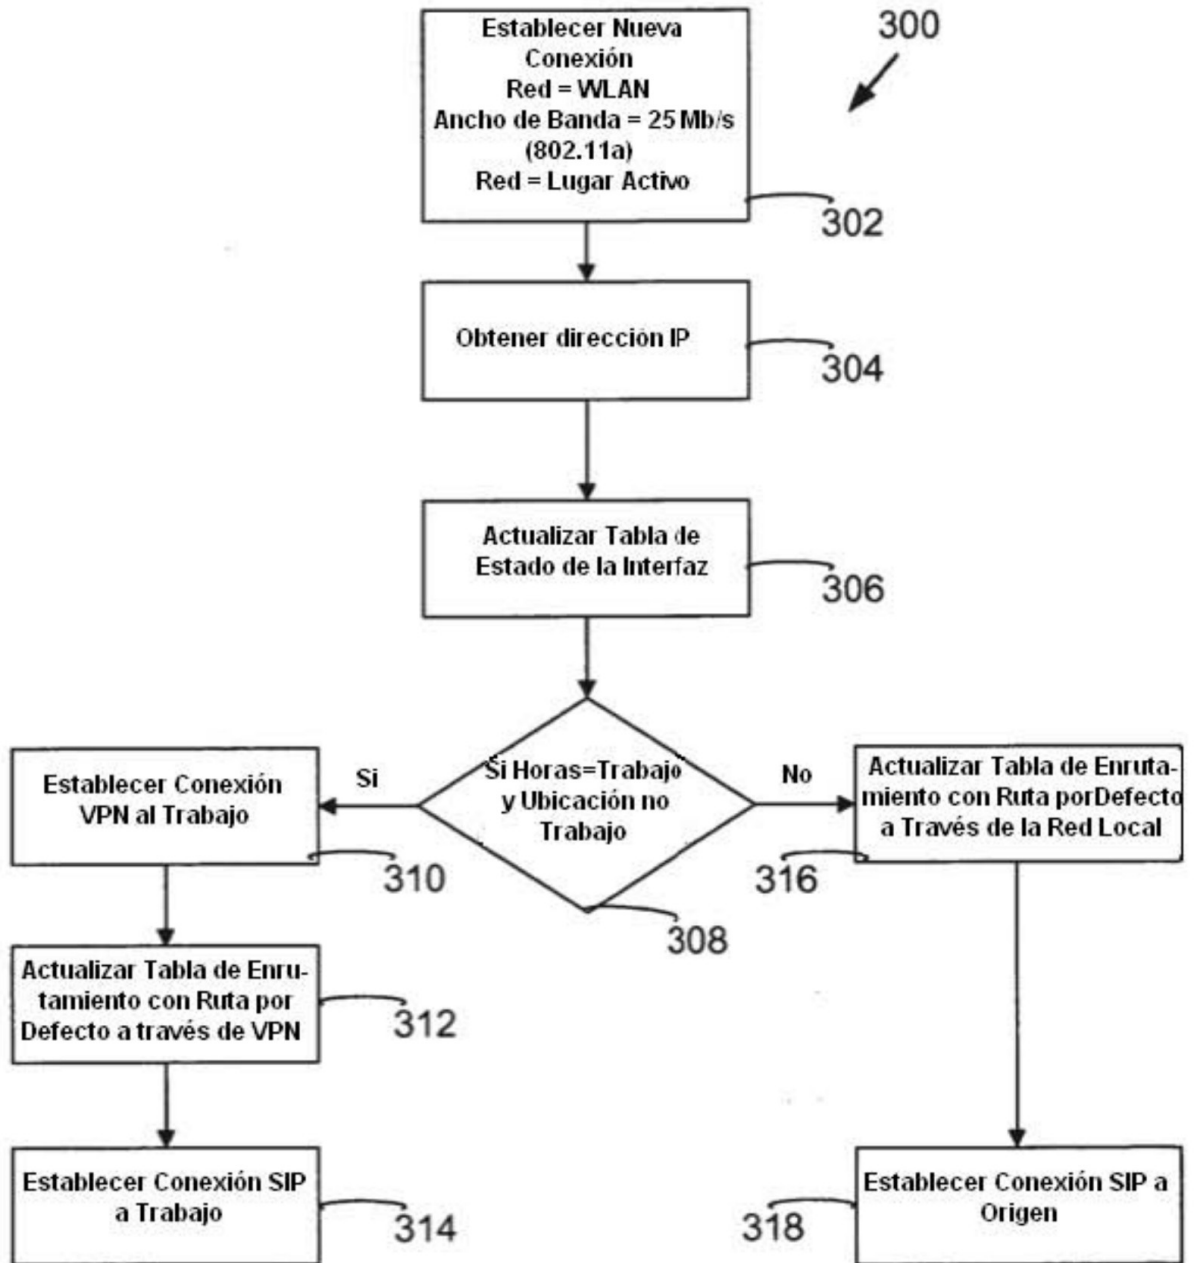 Establecer Nueva
Conexión
Red = WLAN
Ancho de Banda = 25 Mb/s
(802.11a)
Red = Lugar Activo
300
302
Obtener dirección IP
304
Actualizar Tabla de
Estado de la Interfaz
306
Si Horas=Trabajo
y Ubicación no
Trabajo
308
Si
No
Establecer Conexión
VPN al Trabajo
310
Actualizar Tabla de Enru-
tamiento con Ruta por
Defecto a través de VPN
312
Establecer Conexión SIP
a Trabajo
314
Actualizar Tabla de Enruta-
miento con Ruta porDefecto
a Través de la Red Local
316
Establecer Conexión SIP a
Origen
318